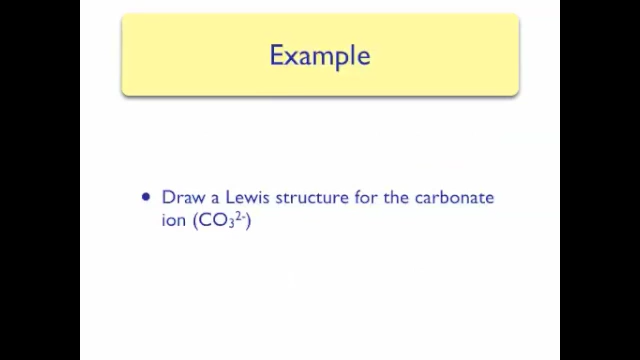 Example
• Draw a Lewis structure for the carbonate
ion (CO₃²⁻)